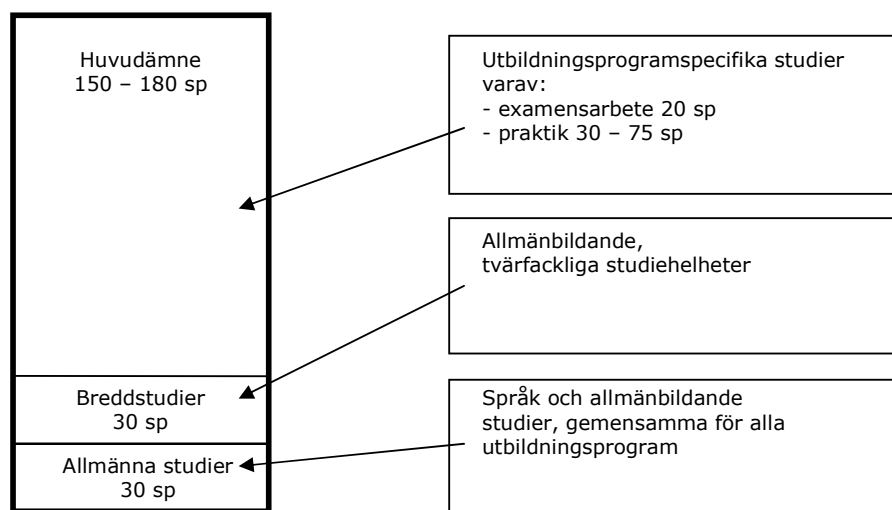 Huvudämne
150 – 180 sp
Utbildningsprogramspecifika studier
varav:
- examensarbete 20 sp
- praktik 30 – 75 sp
Allmänbildande,
tvärfackliga studiehelheter
Breddstudier
30 sp
Språk och allmänbildande
studier, gemensamma för alla
utbildningsprogram
Allmänna studier
30 sp